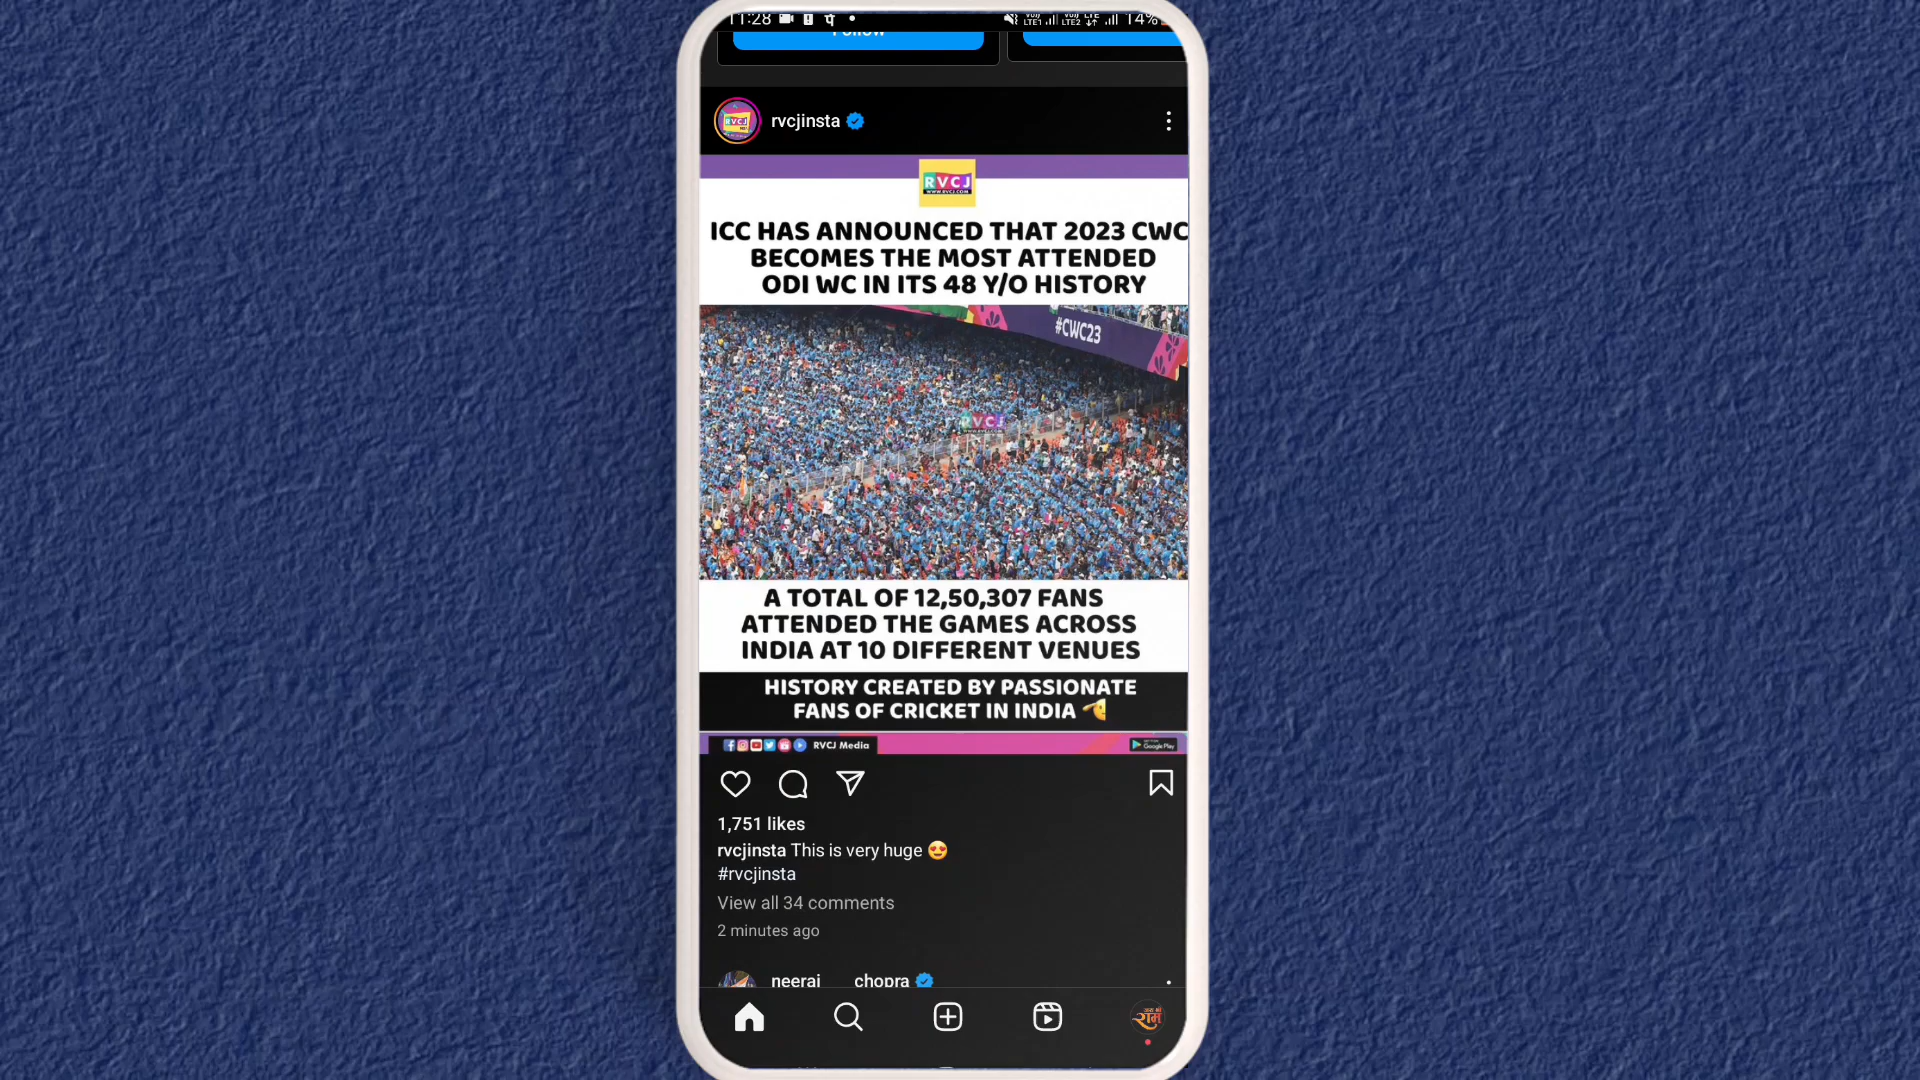 11:28
14%
Follow
rvcjinsta
RVCJ
WWW.RVCJ.COM
ICC HAS ANNOUNCED THAT 2023 CWC
BECOMES THE MOST ATTENDED
ODI WC IN ITS 48 Y/O HISTORY
#CWC23
RVCJ
A TOTAL OF 12,50,307 FANS
ATTENDED THE GAMES ACROSS
INDIA AT 10 DIFFERENT VENUES
HISTORY CREATED BY PASSIONATE
FANS OF CRICKET IN INDIA 🫡
RVCJ Media
Google Play
1,751 likes
rvcjinsta This is very huge 😍
#rvcjinsta
View all 34 comments
2 minutes ago
neeraj____chopra